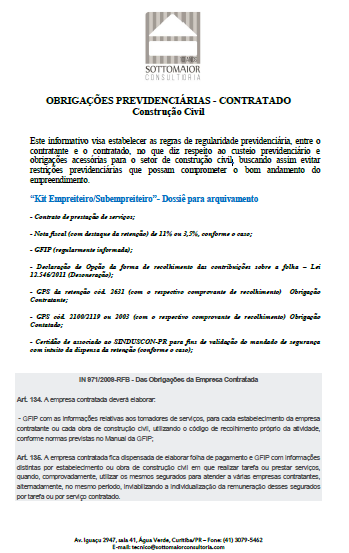 10 ANOS
SOTTOMAIOR
CONSULTORIA
OBRIGAÇÕES PREVIDENCIÁRIAS - CONTRATADO
Construção Civil
Este informativo visa estabelecer as regras de regularidade previdenciária, entre o
contratante e o contratado, no que diz respeito ao custeio previdenciário e
obrigações acessórias para o setor de construção civil, buscando assim evitar
restrições previdenciárias que possam comprometer o bom andamento do
empreendimento.
"Kit Empreiteiro/Subempreiteiro"- Dossiê para arquivamento
- Contrato de prestação de serviços;
- Nota fiscal (com destaque da retenção) de 11% ou 3,5%, conforme o caso;
- GFIP (regularmente informada);
- Declaração de Opção da forma de recolhimento das contribuições sobre a folha – Lei
12.546/2011 (Desoneração);
- GPS da retenção cód. 2631 (com o respectivo comprovante de recolhimento) Obrigação
Contratante;
- GPS cód. 2100/2119 ou 2003 (com o respectivo comprovante de recolhimento) Obrigação
Contatado;
- Certidão de associado ao SINDUSCON-PR para fins de validação do mandado de segurança
com intuito da dispensa da retenção (conforme o caso);
IN 971/2009-RFB - Das Obrigações da Empresa Contratada
Art. 134. A empresa contratada deverá elaborar:
- GFIP com as informações relativas aos tomadores de serviços, para cada estabelecimento da empresa
contratante ou cada obra de construção civil, utilizando o código de recolhimento próprio da atividade,
conforme normas previstas no Manual da GFIP;
Art. 135. A empresa contratada fica dispensada de elaborar folha de pagamento e GFIP com informações
distintas por estabelecimento ou obra de construção civil em que realizar tarefa ou prestar serviços,
quando, comprovadamente, utilizar os mesmos segurados para atender a várias empresas contratantes,
alternadamente, no mesmo período, inviabilizando a individualização da remuneração desses segurados
por tarefa ou por serviço contratado.
Av. Iguaçu 2947, sala 41, Água Verde, Curitiba/PR – Fone: (41) 3079-5462
E-mail: tecnico@sottomaiorconsultoria.com